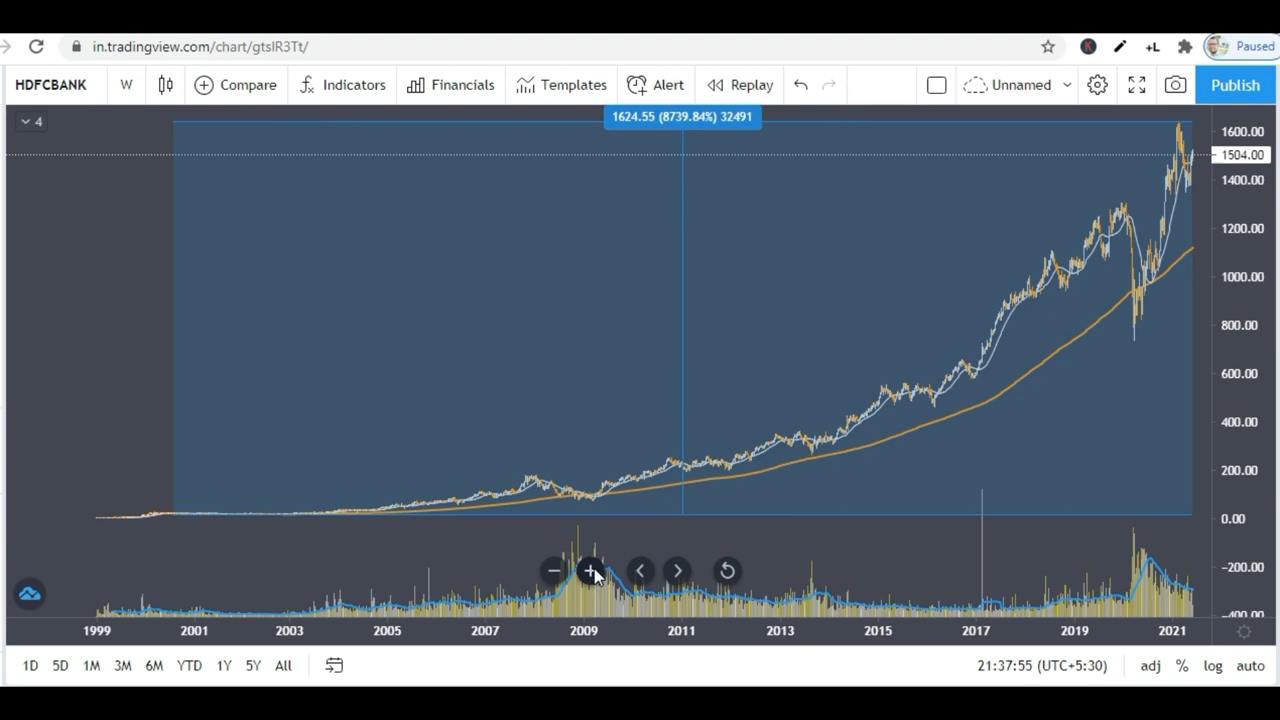 in.tradingview.com/chart/gtsIR3Tt/ K +L Paused
HDFCBANK W Compare Indicators Financials Templates Alert Replay Unnamed Publish
4
1624.55 (8739.84%) 32491
1600.00
1504.00
1400.00
1200.00
1000.00
800.00
600.00
400.00
200.00
0.00
-200.00
-400.00
1999 2001 2003 2005 2007 2009 2011 2013 2015 2017 2019 2021
1D 5D 1M 3M 6M YTD 1Y 5Y All 21:37:55 (UTC+5:30) adj % log auto